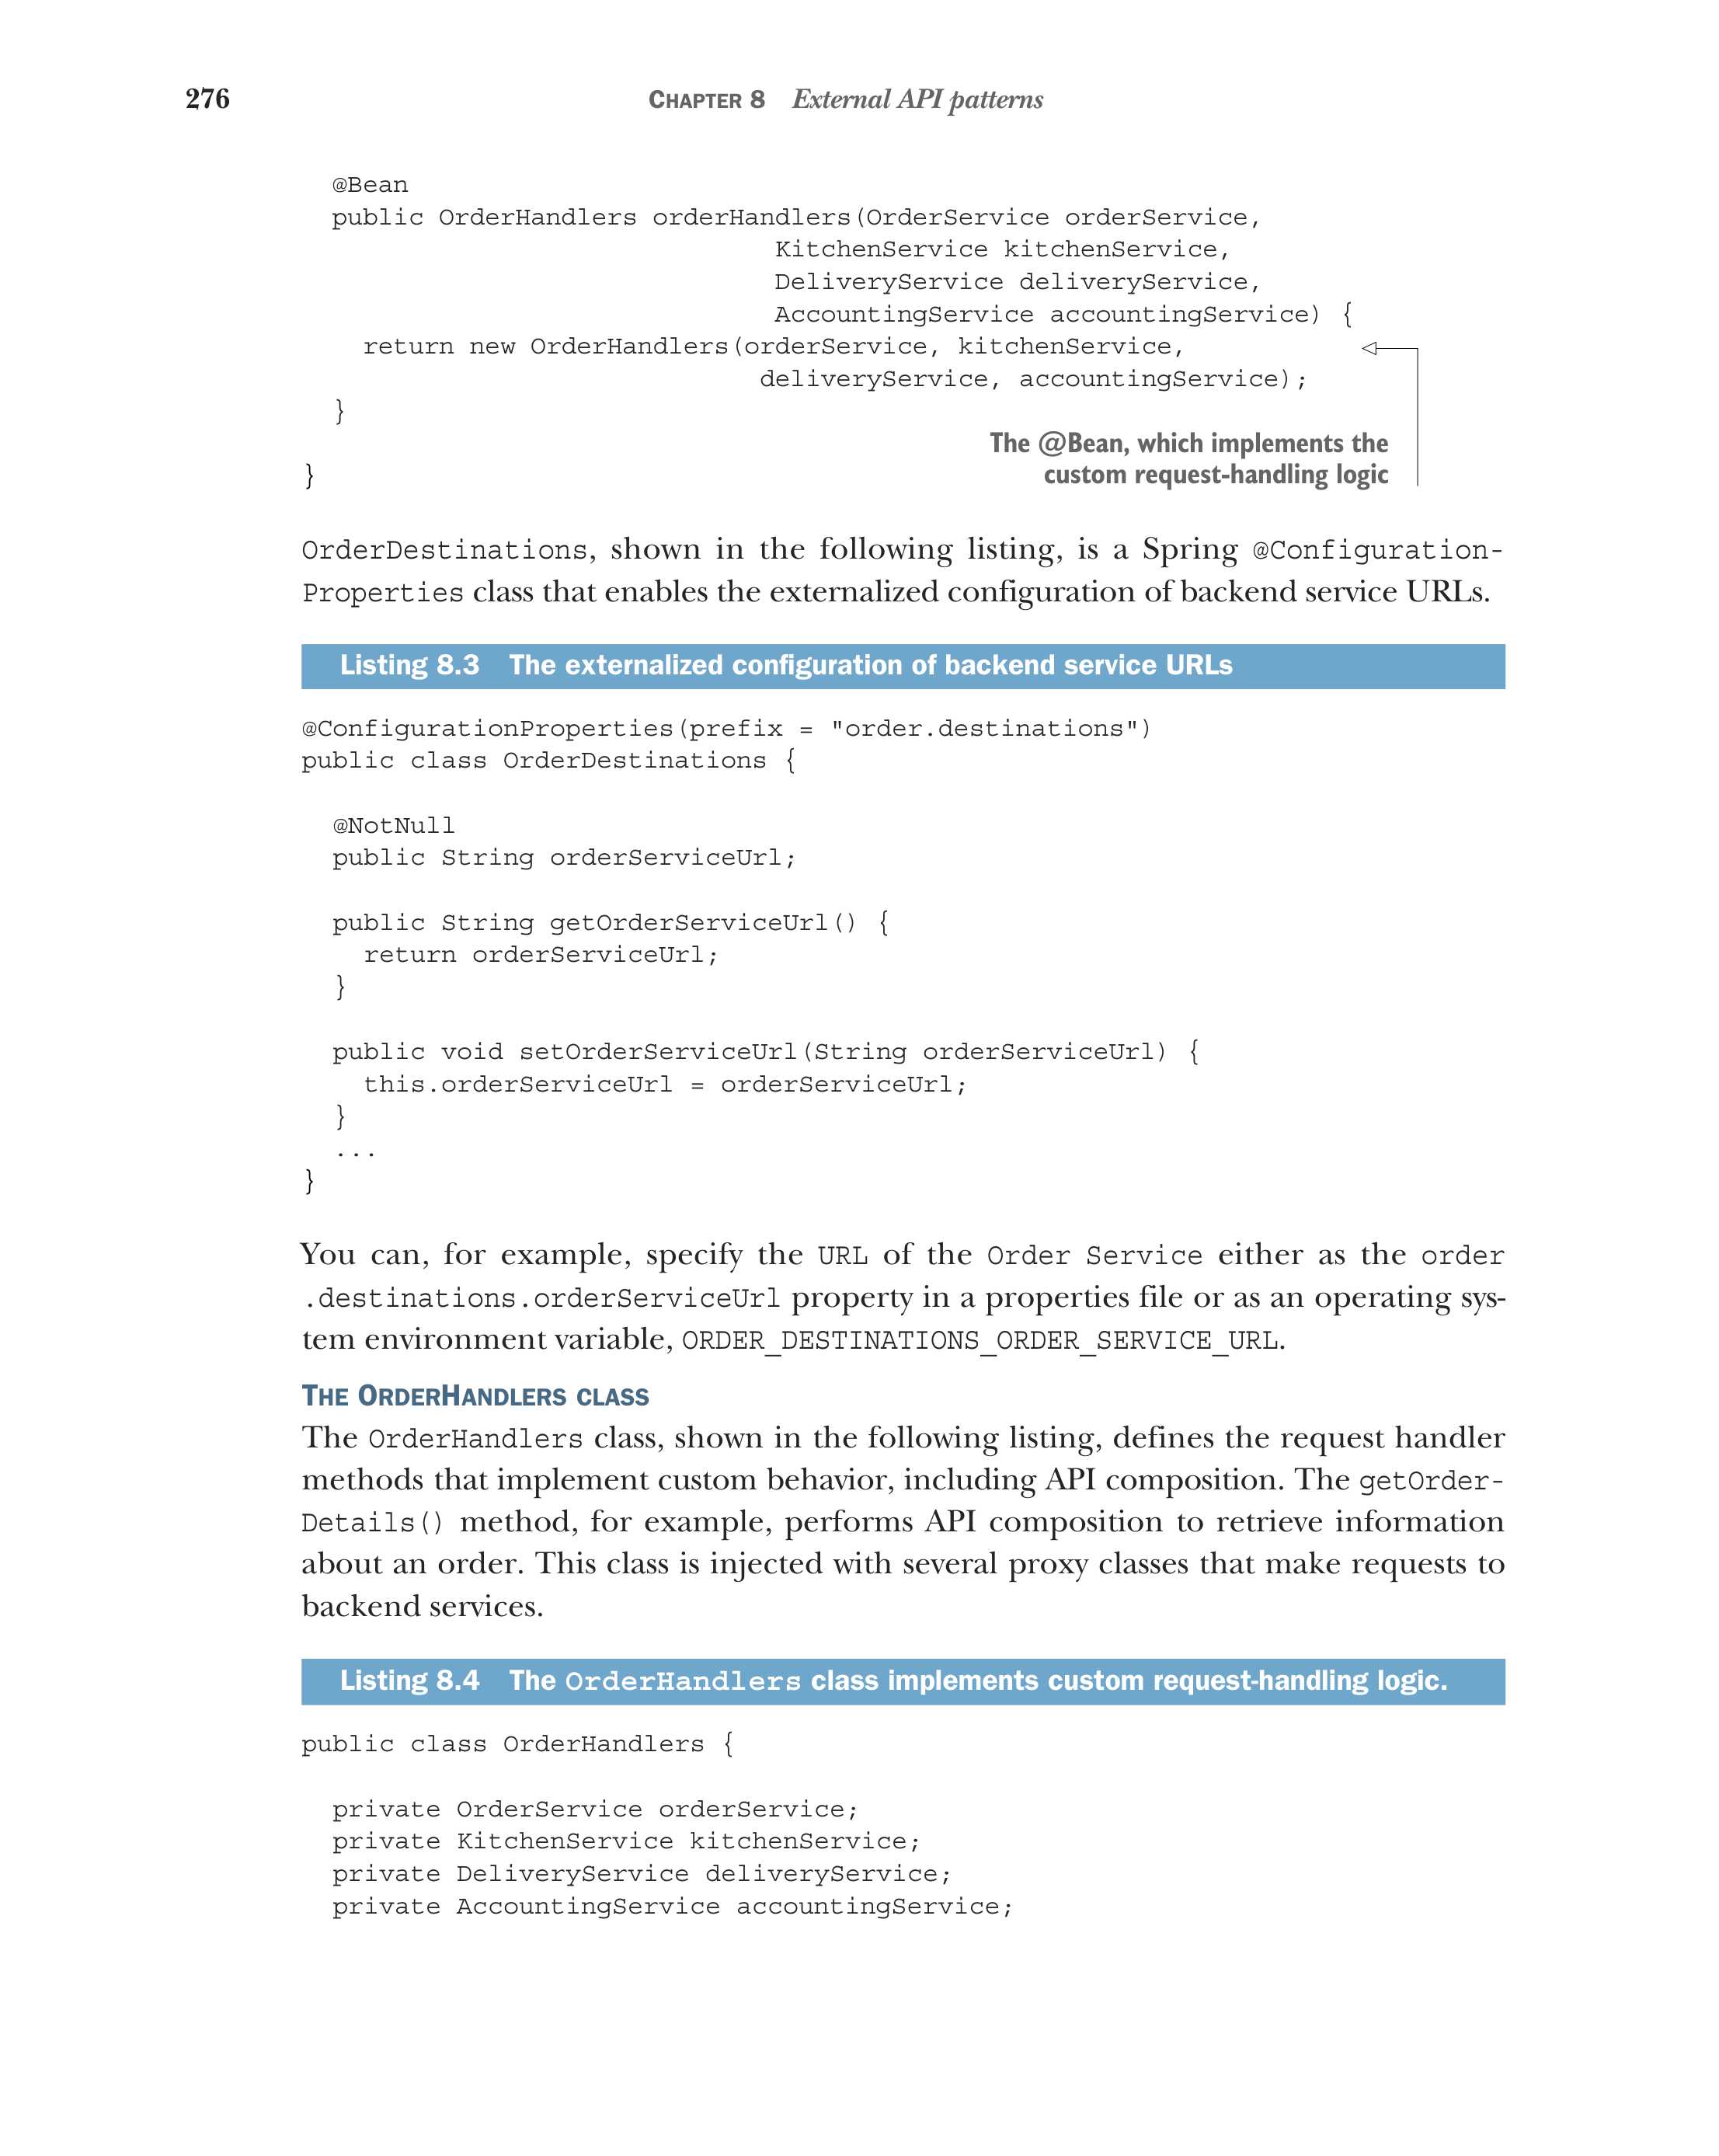 276 CHAPTER 8 External API patterns
@Bean
public OrderHandlers orderHandlers(OrderService orderService,
KitchenService kitchenService,
DeliveryService deliveryService,
AccountingService accountingService) {
return new OrderHandlers(orderService, kitchenService,
deliveryService, accountingService);
}
The @Bean, which implements the
custom request-handling logic
}
OrderDestinations, shown in the following listing, is a Spring @Configuration-
Properties class that enables the externalized configuration of backend service URLs.
Listing 8.3 The externalized configuration of backend service URLs
@ConfigurationProperties(prefix = "order.destinations")
public class OrderDestinations {
@NotNull
public String orderServiceUrl;
public String getOrderServiceUrl() {
return orderServiceUrl;
}
public void setOrderServiceUrl(String orderServiceUrl) {
this.orderServiceUrl = orderServiceUrl;
}
...
}
You can, for example, specify the URL of the Order Service either as the order
.destinations.orderServiceUrl property in a properties file or as an operating sys-
tem environment variable, ORDER_DESTINATIONS_ORDER_SERVICE_URL.
THE ORDERHANDLERS CLASS
The OrderHandlers class, shown in the following listing, defines the request handler
methods that implement custom behavior, including API composition. The getOrder-
Details() method, for example, performs API composition to retrieve information
about an order. This class is injected with several proxy classes that make requests to
backend services.
Listing 8.4 The OrderHandlers class implements custom request-handling logic.
public class OrderHandlers {
private OrderService orderService;
private KitchenService kitchenService;
private DeliveryService deliveryService;
private AccountingService accountingService;